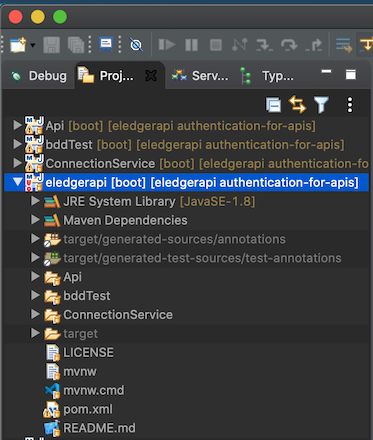 Debug Proj... Serv... Typ...
Api [boot] [eledgerapi authentication-for-apis]
bddTest [boot] [eledgerapi authentication-for-apis]
ConnectionService [boot] [eledgerapi authentication-fo
eledgerapi [boot] [eledgerapi authentication-for-apis]
JRE System Library [JavaSE-1.8]
Maven Dependencies
target/generated-sources/annotations
target/generated-test-sources/test-annotations
Api
bddTest
ConnectionService
target
LICENSE
mvnw
mvnw.cmd
pom.xml
README.md